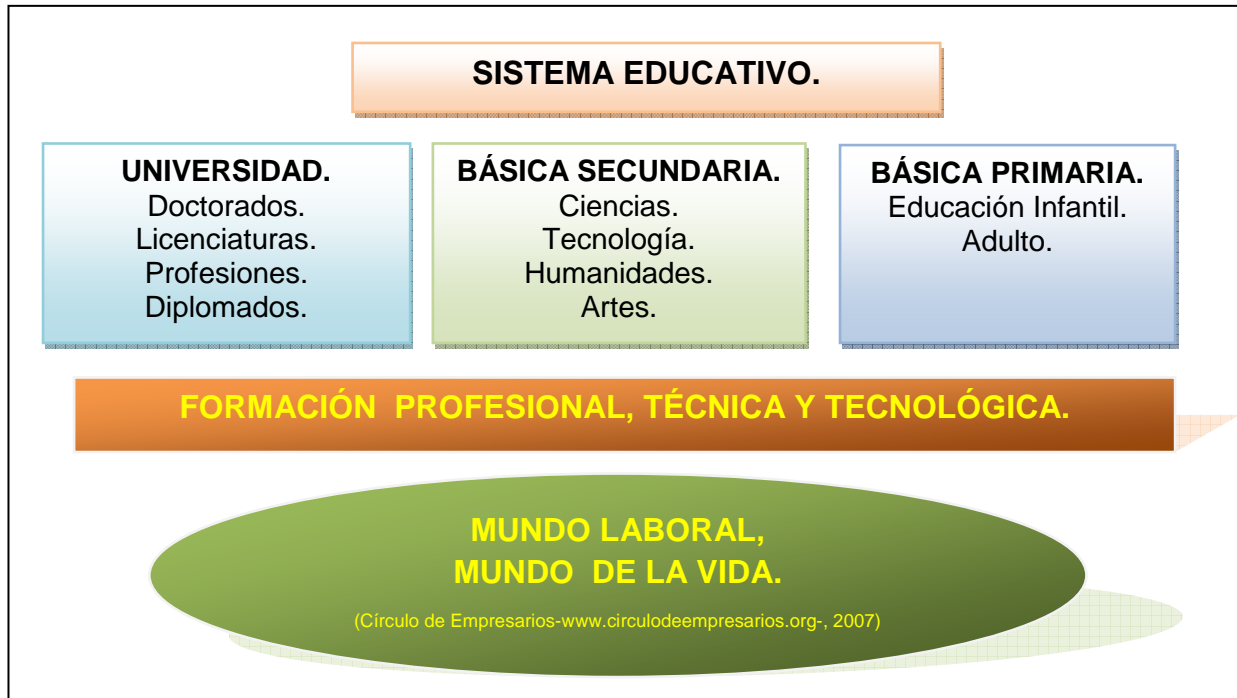 SISTEMA EDUCATIVO.
UNIVERSIDAD.
Doctorados.
Licenciaturas.
Profesiones.
Diplomados.
BÁSICA SECUNDARIA.
Ciencias.
Tecnología.
Humanidades.
Artes.
BÁSICA PRIMARIA.
Educación Infantil.
Adulto.
FORMACIÓN PROFESIONAL, TÉCNICA Y TECNOLÓGICA.
MUNDO LABORAL,
MUNDO DE LA VIDA.
(Círculo de Empresarios-www.circulodeempresarios.org-, 2007)